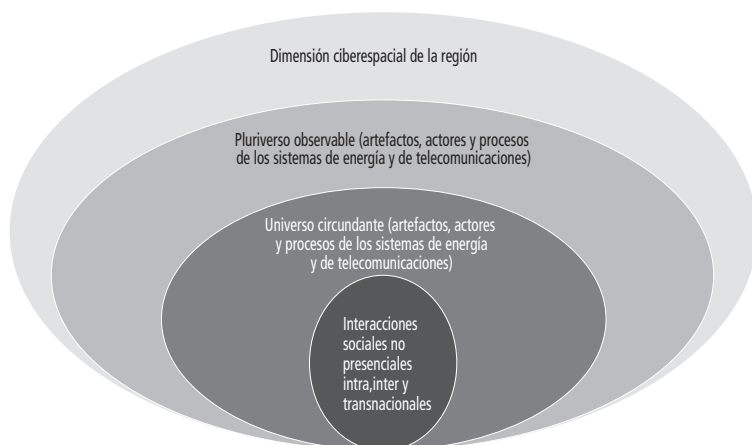 Dimensión ciberespacial de la región
Pluriverso observable (artefactos, actores y procesos
de los sistemas de energía y de telecomunicaciones)
Universo circundante (artefactos, actores
y procesos de los sistemas de energía
y de telecomunicaciones)
Interacciones
sociales no
presenciales
intra,inter y
transnacionales